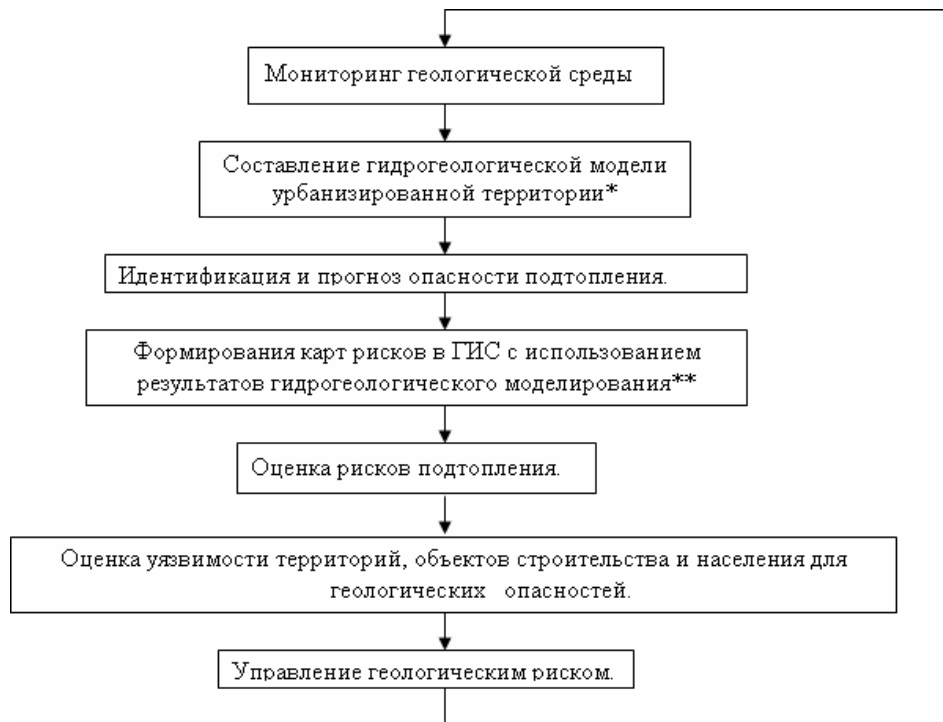 Мониторинг геологической среды
Составление гидрогеологической модели
урбанизированной территории*
Идентификация и прогноз опасности подтопления.
Формирования карт рисков в ГИС с использованием
результатов гидрогеологического моделирования**
Оценка рисков подтопления.
Оценка уязвимости территорий, объектов строительства и населения для
геологических опасностей.
Управление геологическим риском.